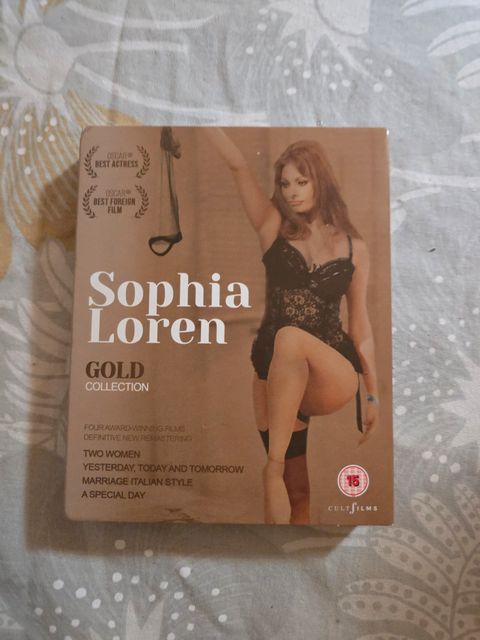 OSCAR®
BEST ACTRESS
OSCAR®
BEST FOREIGN
FILM
Sophia
Loren
GOLD
COLLECTION
FOUR AWARD-WINNING FILMS
DEFINITIVE NEW REMASTERING
TWO WOMEN
YESTERDAY, TODAY AND TOMORROW
MARRIAGE ITALIAN STYLE
A SPECIAL DAY
15
CULTFILMS